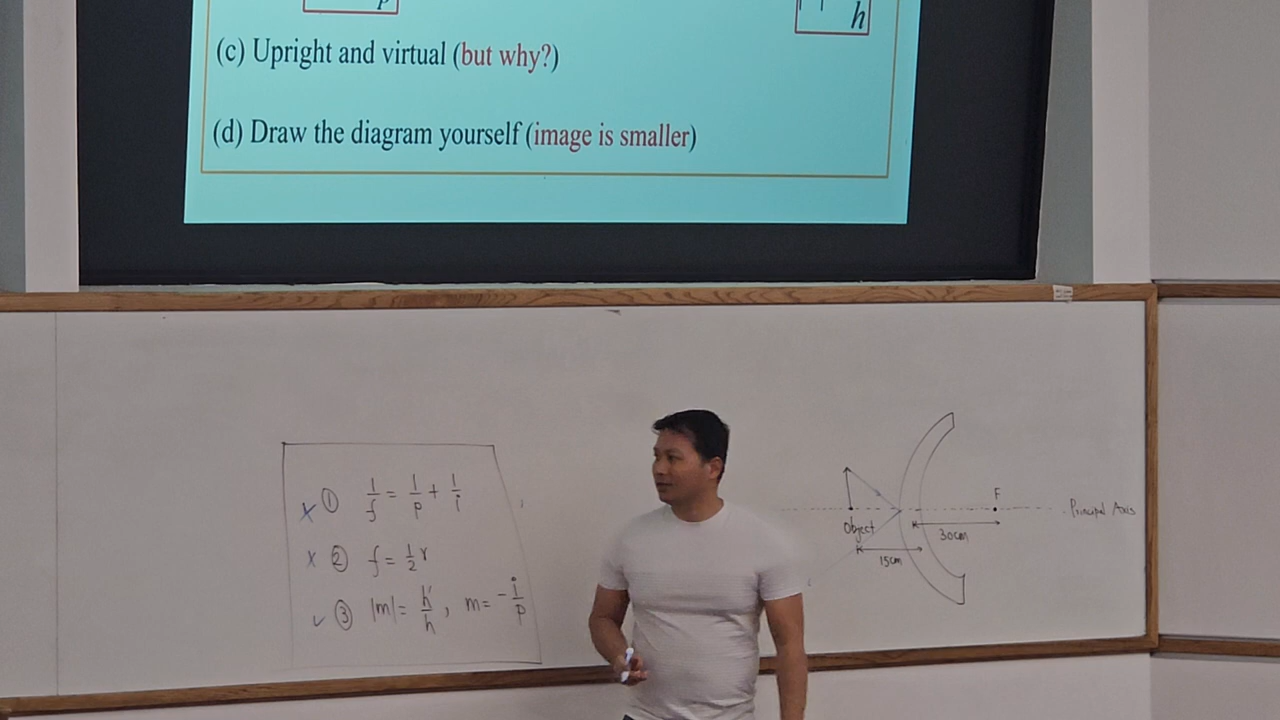 p
h
(c) Upright and virtual (but why?)
(d) Draw the diagram yourself (image is smaller)
x ① 1/f = 1/p + 1/i
x ② f = 1/2 r
✓ ③ |m| = h'/h , m = -i/p
F
Principal Axis
Object
30cm
15cm